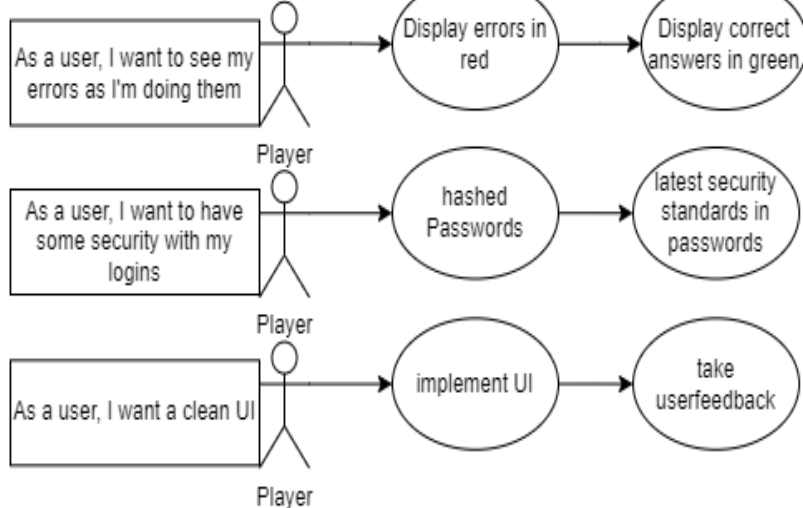 As a user, I want to see my
errors as I'm doing them
Player
Display errors in
red
Display correct
answers in green
As a user, I want to have
some security with my
logins
Player
hashed
Passwords
latest security
standards in
passwords
As a user, I want a clean UI
Player
implement UI
take
userfeedback